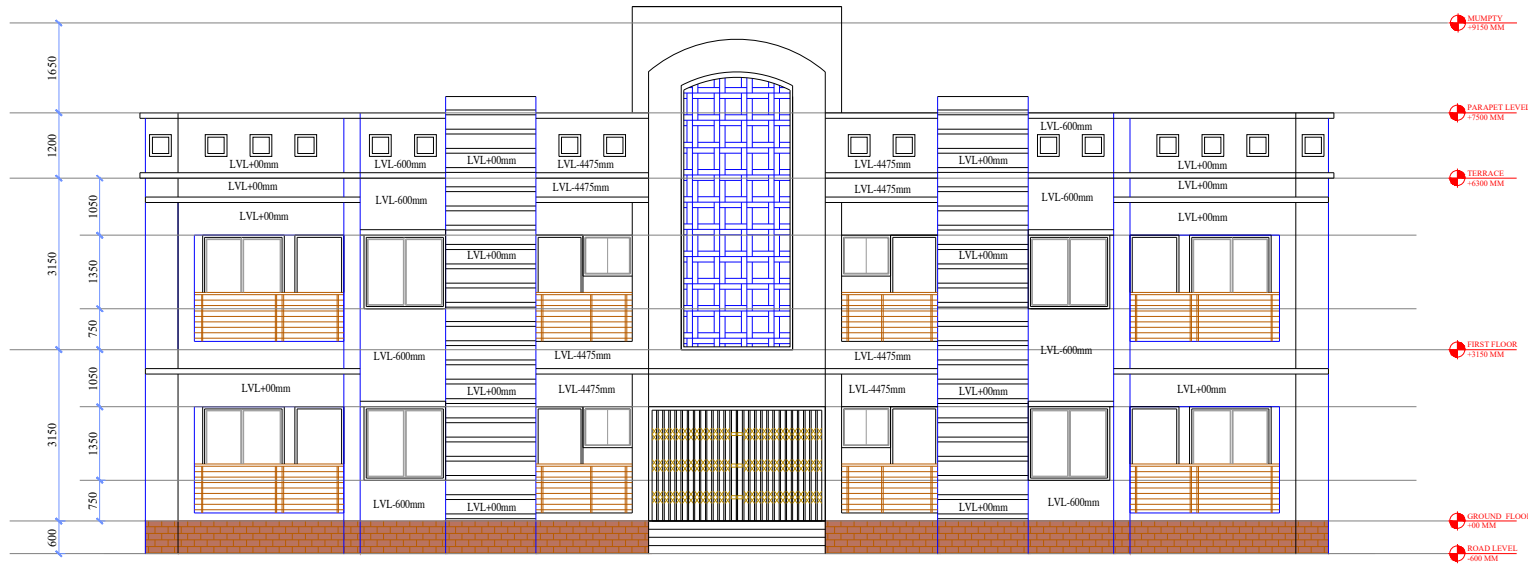 MUMPTY
+9150 MM
1650
PARAPET LEVEL
+7500 MM
LVL-600mm
1200
LVL+00mm
LVL-600mm
LVL+00mm
LVL-4475mm
LVL-4475mm
LVL+00mm
LVL+00mm
TERRACE
+6300 MM
LVL+00mm
LVL-4475mm
LVL-4475mm
LVL+00mm
LVL-600mm
LVL-600mm
1050
LVL+00mm
LVL+00mm
3150
1350
LVL+00mm
LVL+00mm
750
FIRST FLOOR
+3150 MM
LVL-600mm
LVL-4475mm
LVL-4475mm
LVL-600mm
1050
LVL+00mm
LVL+00mm
LVL-4475mm
LVL-4475mm
LVL+00mm
LVL+00mm
3150
1350
750
LVL-600mm
LVL+00mm
LVL+00mm
LVL-600mm
GROUND FLOOR
+00 MM
600
ROAD LEVEL
-600 MM